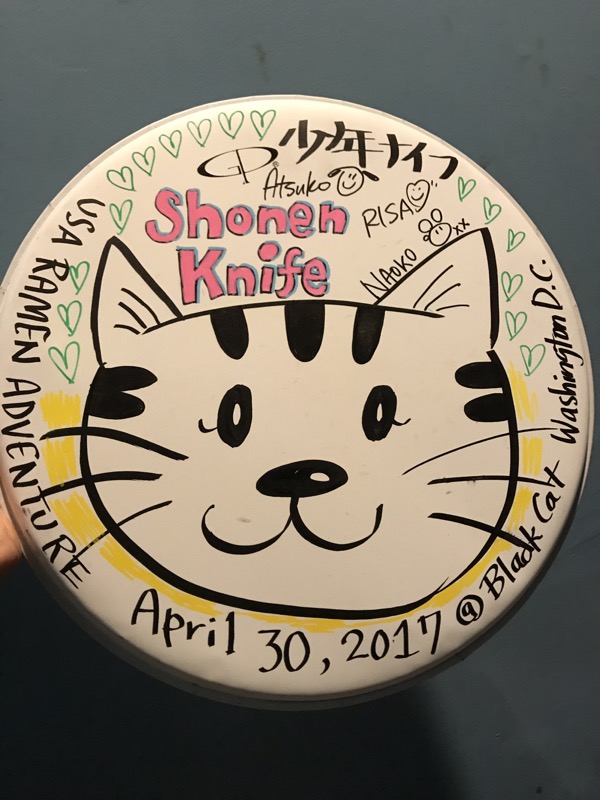 少年ナイフ
Atsuko
RISA
NAOKO
Shonen
Knife
USA RAMEN ADVENTURE
April 30, 2017 @ Black Cat Washington D.C.